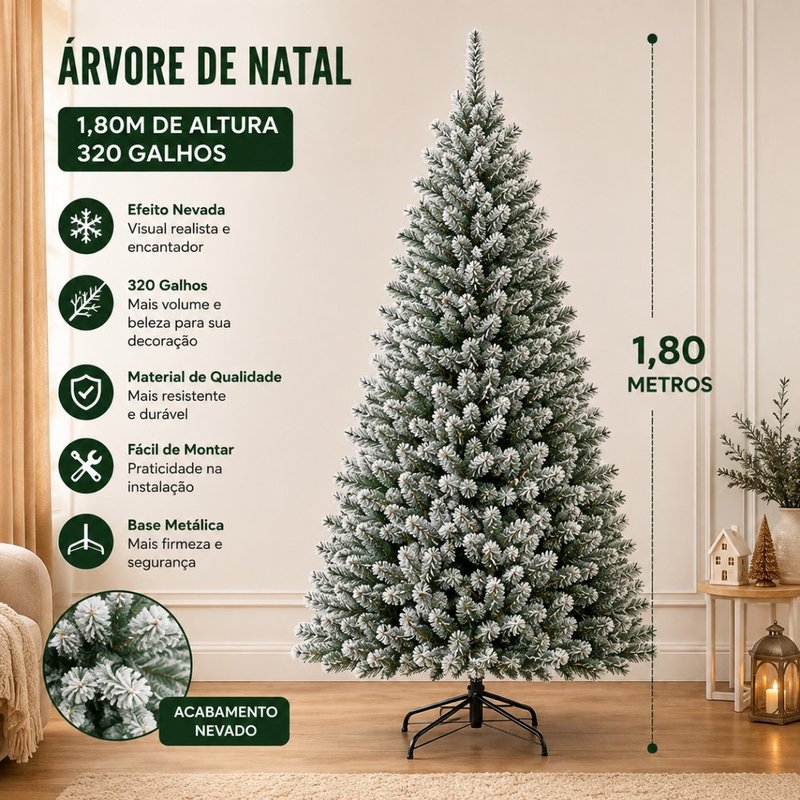 ÁRVORE DE NATAL
1,80M DE ALTURA
320 GALHOS
Efeito Nevada
Visual realista e
encantador
320 Galhos
Mais volume e
beleza para sua
decoração
Material de Qualidade
Mais resistente
e durável
Fácil de Montar
Praticidade na
instalação
Base Metálica
Mais firmeza e
segurança
ACABAMENTO
NEVADO
1,80
METROS